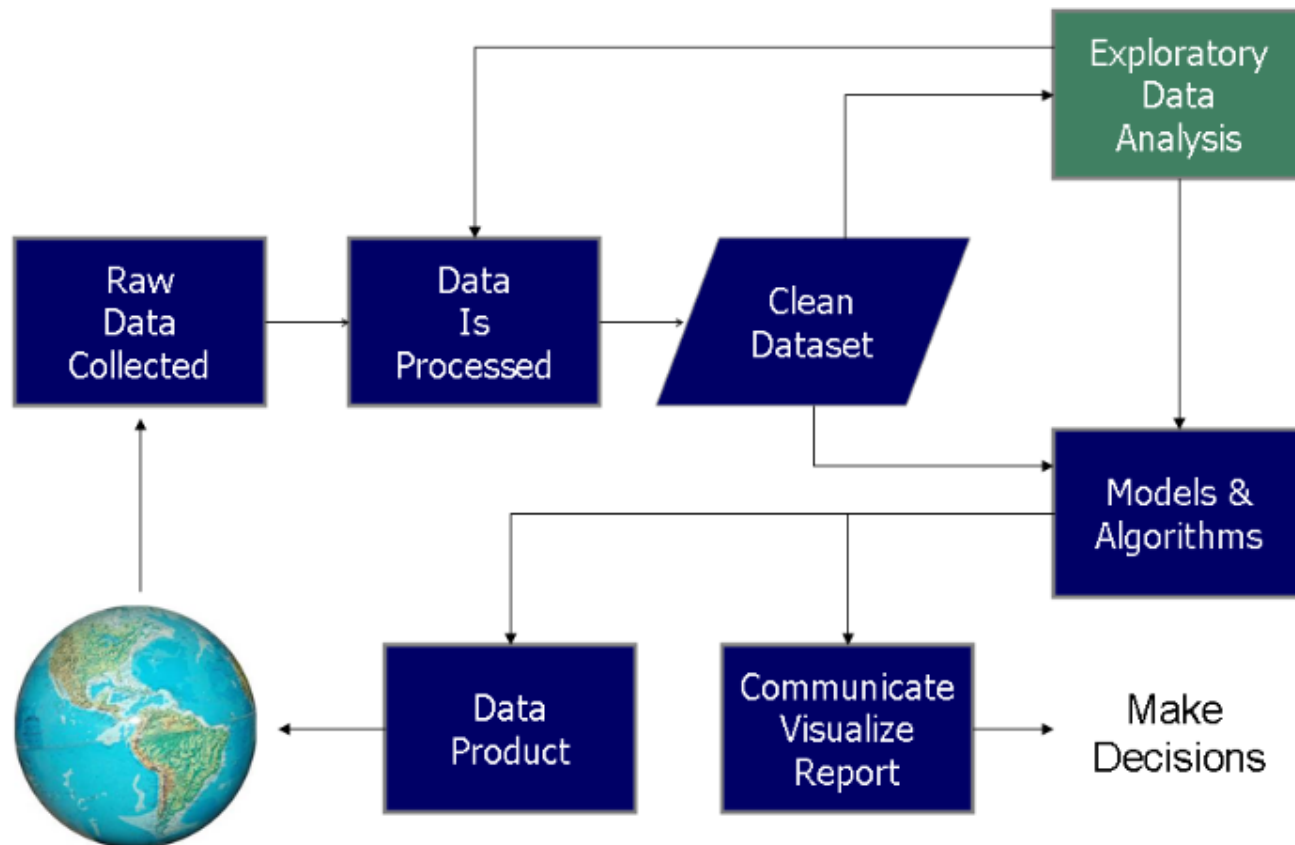 Exploratory
Data
Analysis
Raw
Data
Collected
Data
Is
Processed
Clean
Dataset
Models &
Algorithms
Data
Product
Communicate
Visualize
Report
Make
Decisions